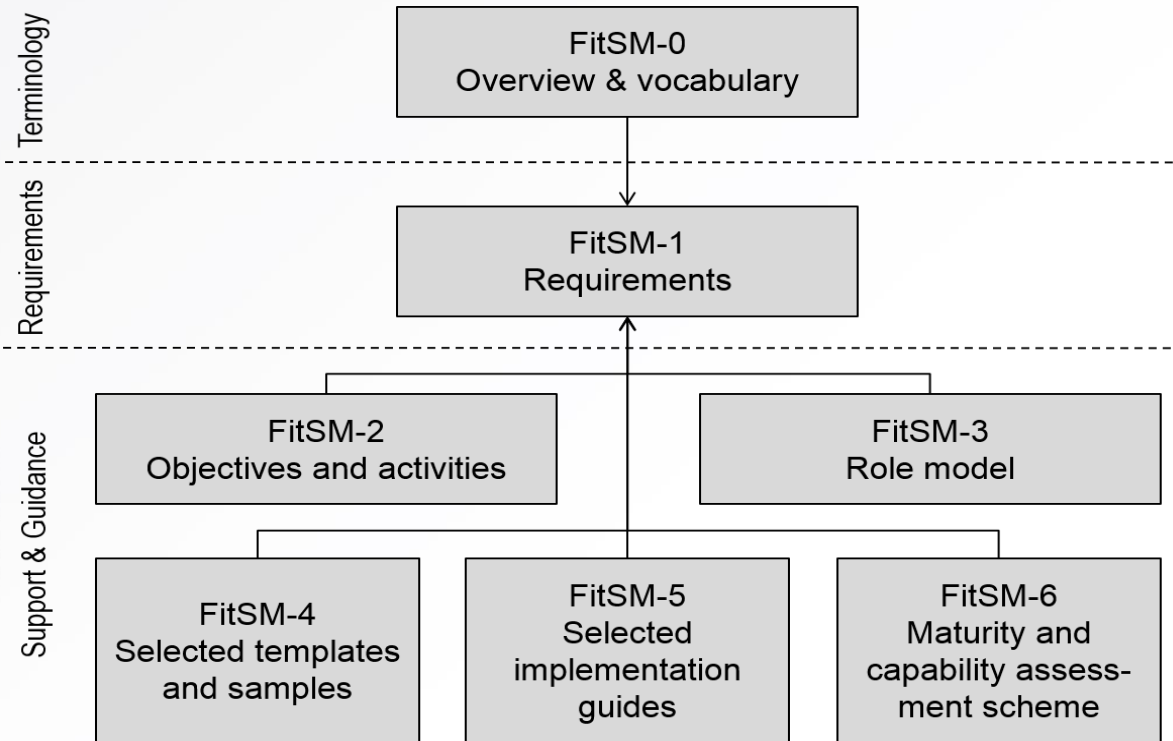 Terminology
FitSM-0
Overview & vocabulary
Requirements
FitSM-1
Requirements
Support & Guidance
FitSM-2
Objectives and activities
FitSM-3
Role model
FitSM-4
Selected templates
and samples
FitSM-5
Selected
implementation
guides
FitSM-6
Maturity and
capability assess-
ment scheme